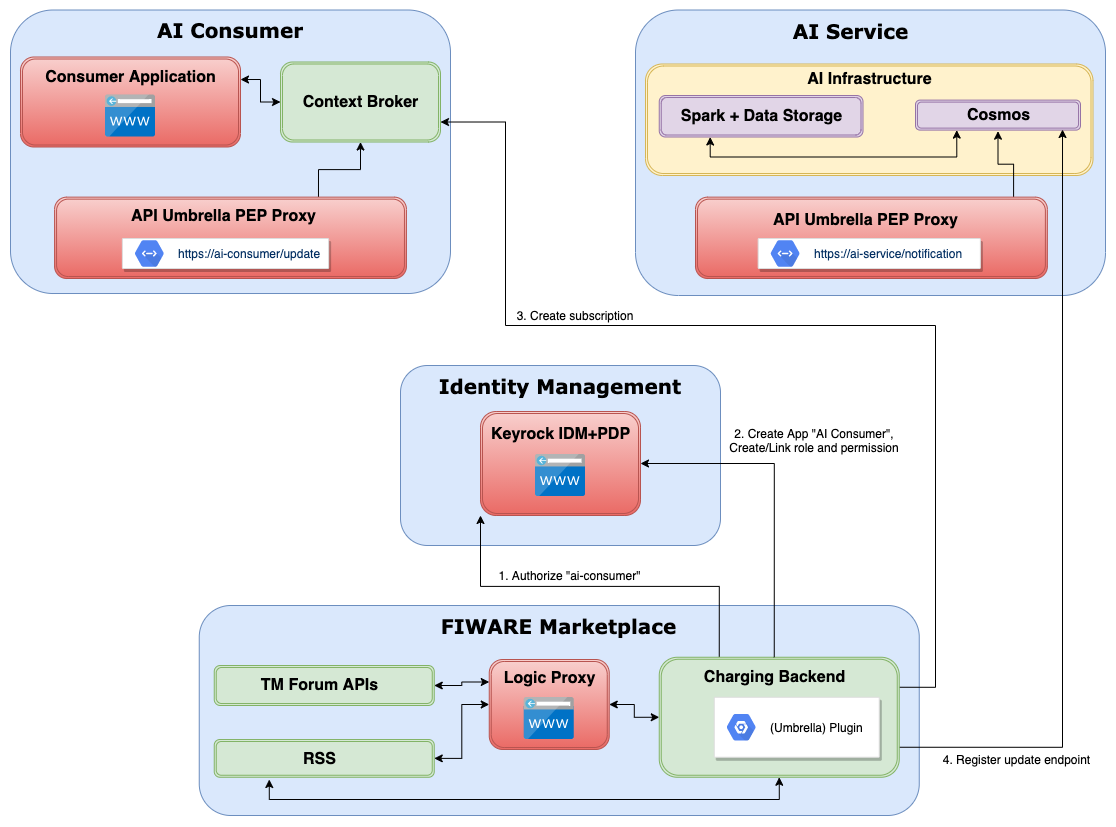 AI Consumer
Consumer Application
WWW
Context Broker
API Umbrella PEP Proxy
https://ai-consumer/update
AI Service
AI Infrastructure
Spark + Data Storage
Cosmos
API Umbrella PEP Proxy
https://ai-service/notification
3. Create subscription
Identity Management
Keyrock IDM+PDP
WWW
2. Create App "AI Consumer",
Create/Link role and permission
1. Authorize "ai-consumer"
FIWARE Marketplace
TM Forum APIs
RSS
Logic Proxy
WWW
Charging Backend
(Umbrella) Plugin
4. Register update endpoint